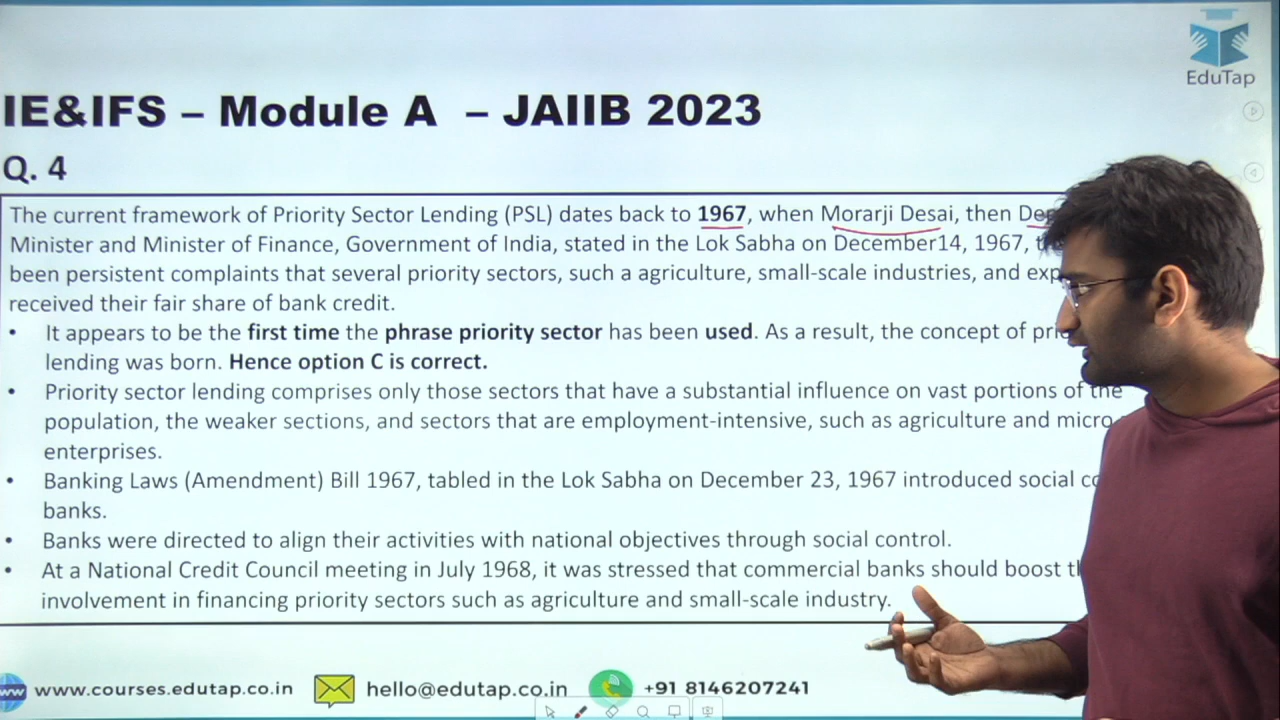 EduTap
IE&IFS – Module A – JAIIB 2023
Q. 4
The current framework of Priority Sector Lending (PSL) dates back to 1967, when Morarji Desai, then
Minister and Minister of Finance, Government of India, stated in the Lok Sabha on December14, 1967,
been persistent complaints that several priority sectors, such a agriculture, small-scale industries, and
received their fair share of bank credit.
• It appears to be the first time the phrase priority sector has been used. As a result, the concept of
lending was born. Hence option C is correct.
• Priority sector lending comprises only those sectors that have a substantial influence on vast portions of the
population, the weaker sections, and sectors that are employment-intensive, such as agriculture and micro
enterprises.
• Banking Laws (Amendment) Bill 1967, tabled in the Lok Sabha on December 23, 1967 introduced social
banks.
• Banks were directed to align their activities with national objectives through social control.
• At a National Credit Council meeting in July 1968, it was stressed that commercial banks should boost
involvement in financing priority sectors such as agriculture and small-scale industry.
www.courses.edutap.co.in hello@edutap.co.in +91 8146207241